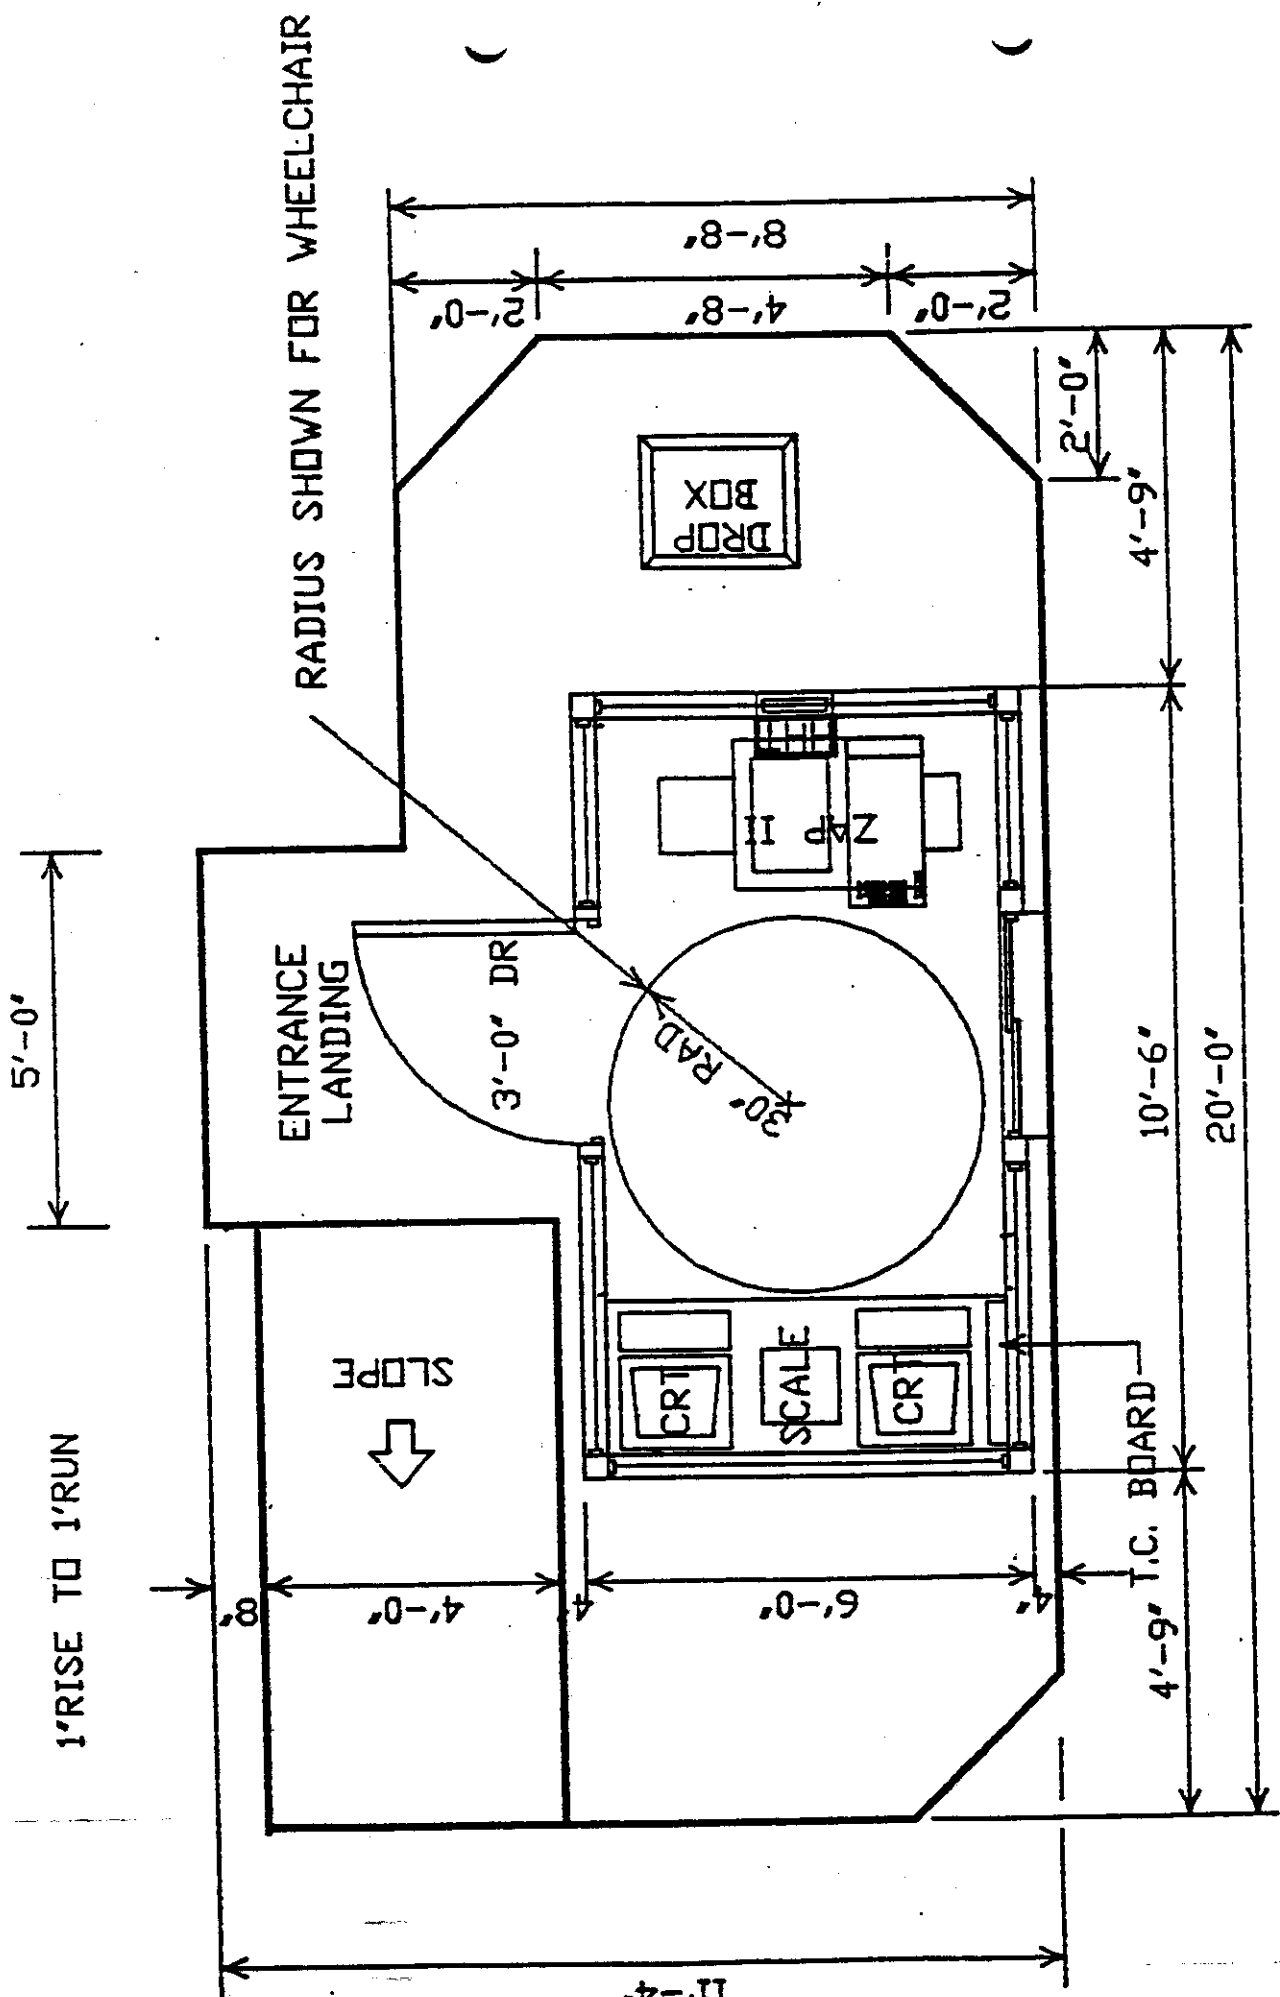 RADIUS SHOWN FOR WHEELCHAIR
5'-0"
1"RISE TO 1'RUN
ENTRANCE
LANDING
3'-0" DR
30" RAD.
SLOPE
8"
4'-0"
4"
6'-0"
4"
11'-4"
8'-8"
2'-0"
4'-8"
2'-0"
2'-0"
4'-9"
10'-6"
20'-0"
4'-9"
DROP
BOX
CRT
SCALE
CRT
T.C. BOARD